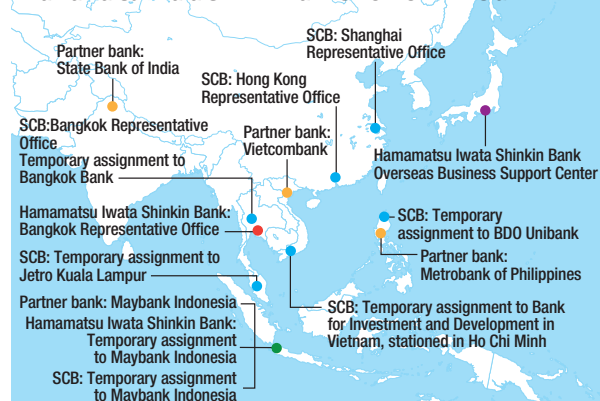 Partner bank:
State Bank of India
SCB: Shanghai
Representative Office
SCB: Hong Kong
Representative Office
SCB:Bangkok Representative
Office
Temporary assignment to
Bangkok Bank
Partner bank:
Vietcombank
Hamamatsu Iwata Shinkin Bank
Overseas Business Support Center
Hamamatsu Iwata Shinkin Bank:
Bangkok Representative Office
SCB: Temporary
assignment to BDO Unibank
Partner bank:
Metrobank of Philippines
SCB: Temporary assignment to
Jetro Kuala Lampur
Partner bank: Maybank Indonesia
Hamamatsu Iwata Shinkin Bank:
Temporary assignment
to Maybank Indonesia
SCB: Temporary assignment
to Maybank Indonesia
SCB: Temporary assignment to Bank
for Investment and Development in
Vietnam, stationed in Ho Chi Minh